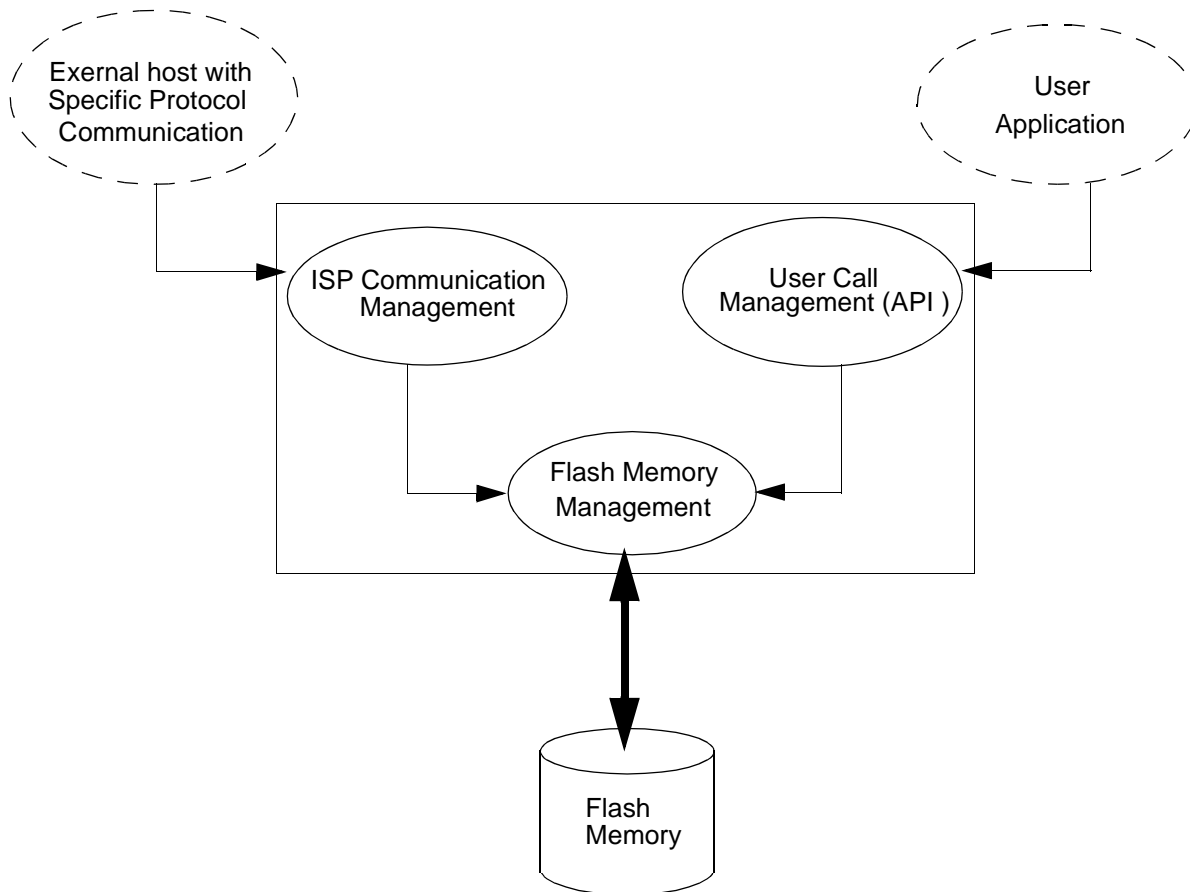 Exernal host with
Specific Protocol
Communication
User
Application
ISP Communication
Management
User Call
Management (API )
Flash Memory
Management
Flash
Memory